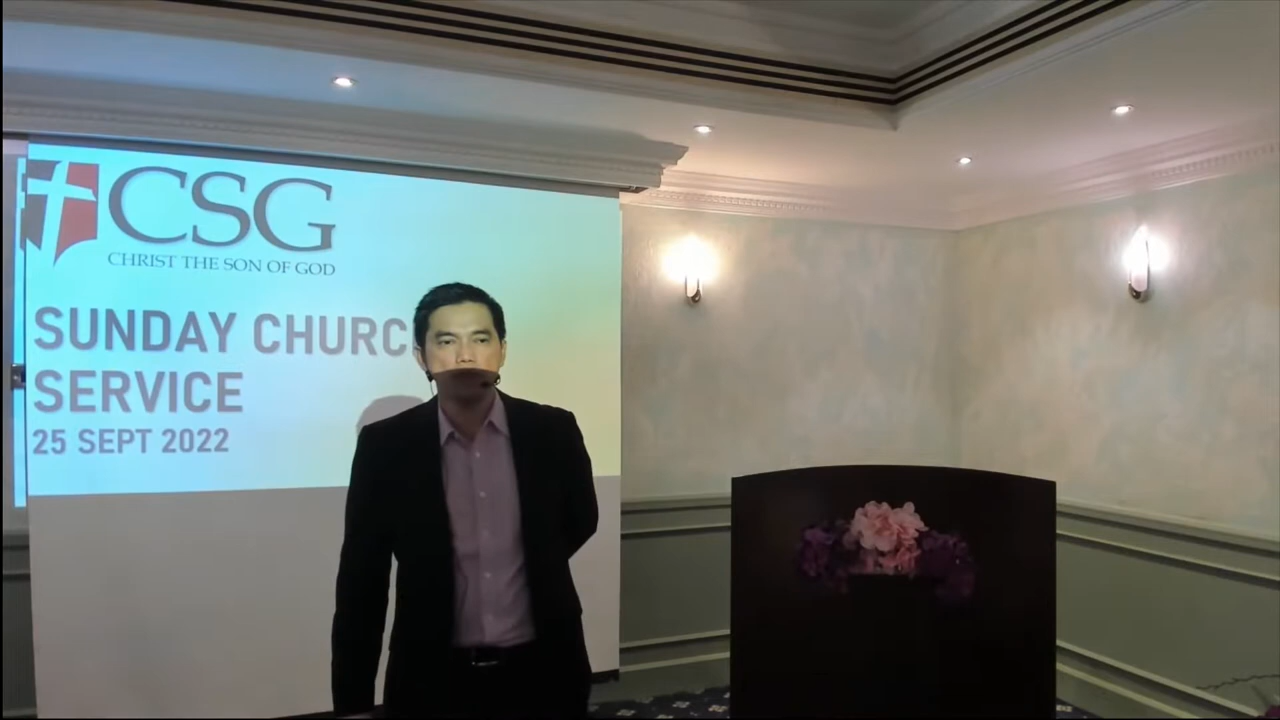 CSG
CHRIST THE SON OF GOD
SUNDAY CHURC
SERVICE
25 SEPT 2022